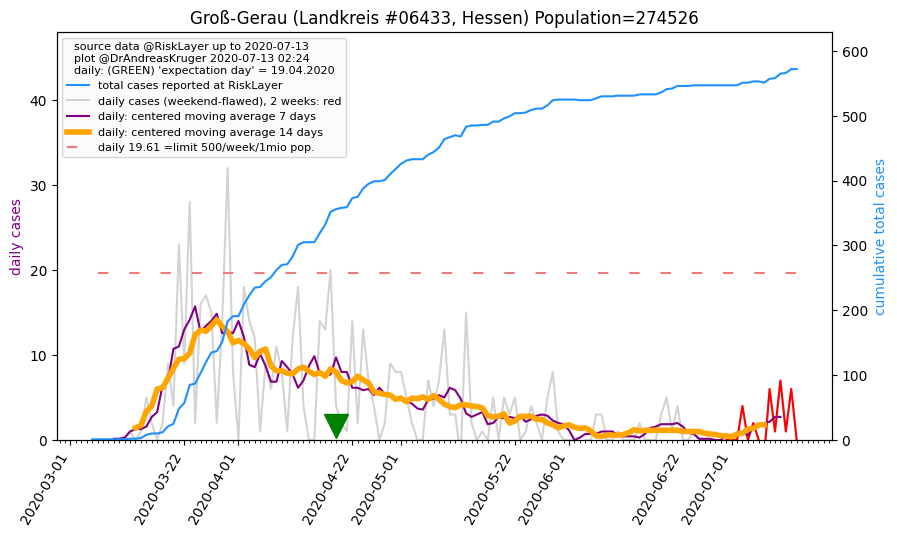 Groß-Gerau (Landkreis #06433, Hessen) Population=274526
source data @RiskLayer up to 2020-07-13
plot @DrAndreasKruger 2020-07-13 02:24
daily: (GREEN) 'expectation day' = 19.04.2020
total cases reported at RiskLayer
daily cases (weekend-flawed), 2 weeks: red
daily: centered moving average 7 days
daily: centered moving average 14 days
daily 19.61 =limit 500/week/1mio pop.
daily cases
40
30
20
10
0
600
500
400
300
200
100
0
cumulative total cases
2020-03-01
2020-03-22
2020-04-01
2020-04-22
2020-05-01
2020-05-22
2020-06-01
2020-06-22
2020-07-01